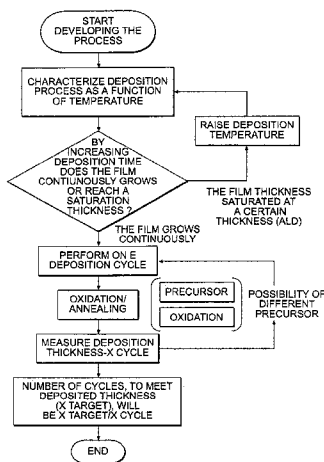 START
DEVELOPING THE
PROCESS
CHARACTERIZE DEPOSITION
PROCESS AS A FUNCTION
OF TEMPERATURE
RAISE DEPOSITION
TEMPERATURE
BY
INCREASING
DEPOSITION TIME
DOES THE FILM
CONTIUNOUSLY GROWS
OR REACH A
SATURATION
THICKNESS ?
THE FILM THICKNESS
SATURATED AT
A CERTAIN
THICKNESS (ALD)
THE FILM GROWS
CONTINUOUSLY
PERFORM ON E
DEPOSITION CYCLE
OXIDATION/
ANNEALING
PRECURSOR
OXIDATION
POSSIBILITY OF
DIFFERENT
PRECURSOR
MEASURE DEPOSITION
THICKNESS-X CYCLE
NUMBER OF CYCLES, TO MEET
DEPOSITED THICKNESS
(X TARGET), WILL
BE X TARGET/X CYCLE
END